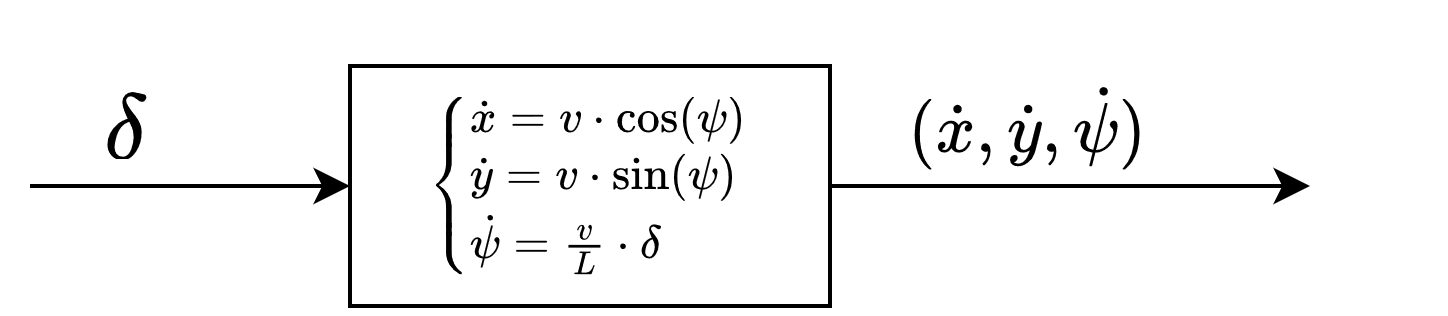 δ
ẋ = v · cos(ψ)
ẏ = v · sin(ψ)
ψ̇ = v/L · δ
(ẋ, ẏ, ψ̇)